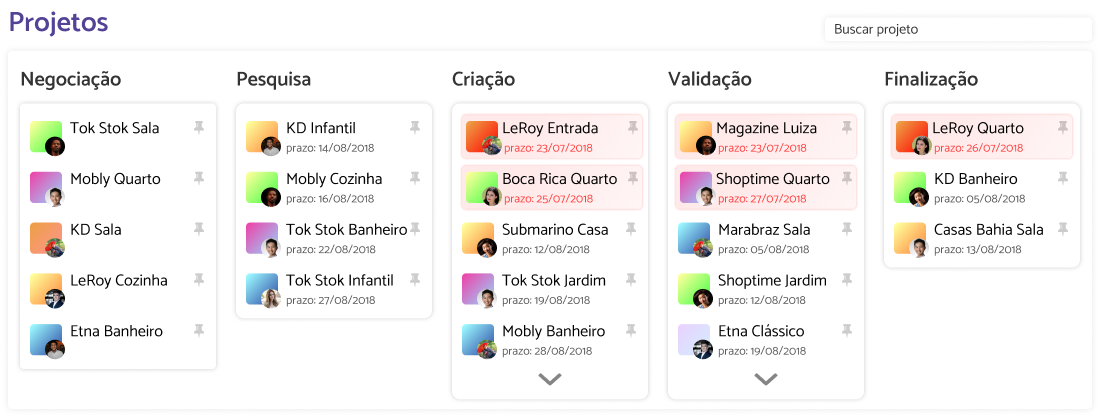 Projetos
Buscar projeto
Negociação
Tok Stok Sala
Mobly Quarto
KD Sala
LeRoy Cozinha
Etna Banheiro
Pesquisa
KD Infantil
prazo: 14/08/2018
Mobly Cozinha
prazo: 16/08/2018
Tok Stok Banheiro
prazo: 22/08/2018
Tok Stok Infantil
prazo: 27/08/2018
Criação
LeRoy Entrada
prazo: 23/07/2018
Boca Rica Quarto
prazo: 25/07/2018
Submarino Casa
prazo: 12/08/2018
Tok Stok Jardim
prazo: 19/08/2018
Mobly Banheiro
prazo: 28/08/2018
Validação
Magazine Luiza
prazo: 23/07/2018
Shoptime Quarto
prazo: 27/07/2018
Marabraz Sala
prazo: 05/08/2018
Shoptime Jardim
prazo: 12/08/2018
Etna Clássico
prazo: 19/08/2018
Finalização
LeRoy Quarto
prazo: 26/07/2018
KD Banheiro
prazo: 05/08/2018
Casas Bahia Sala
prazo: 13/08/2018